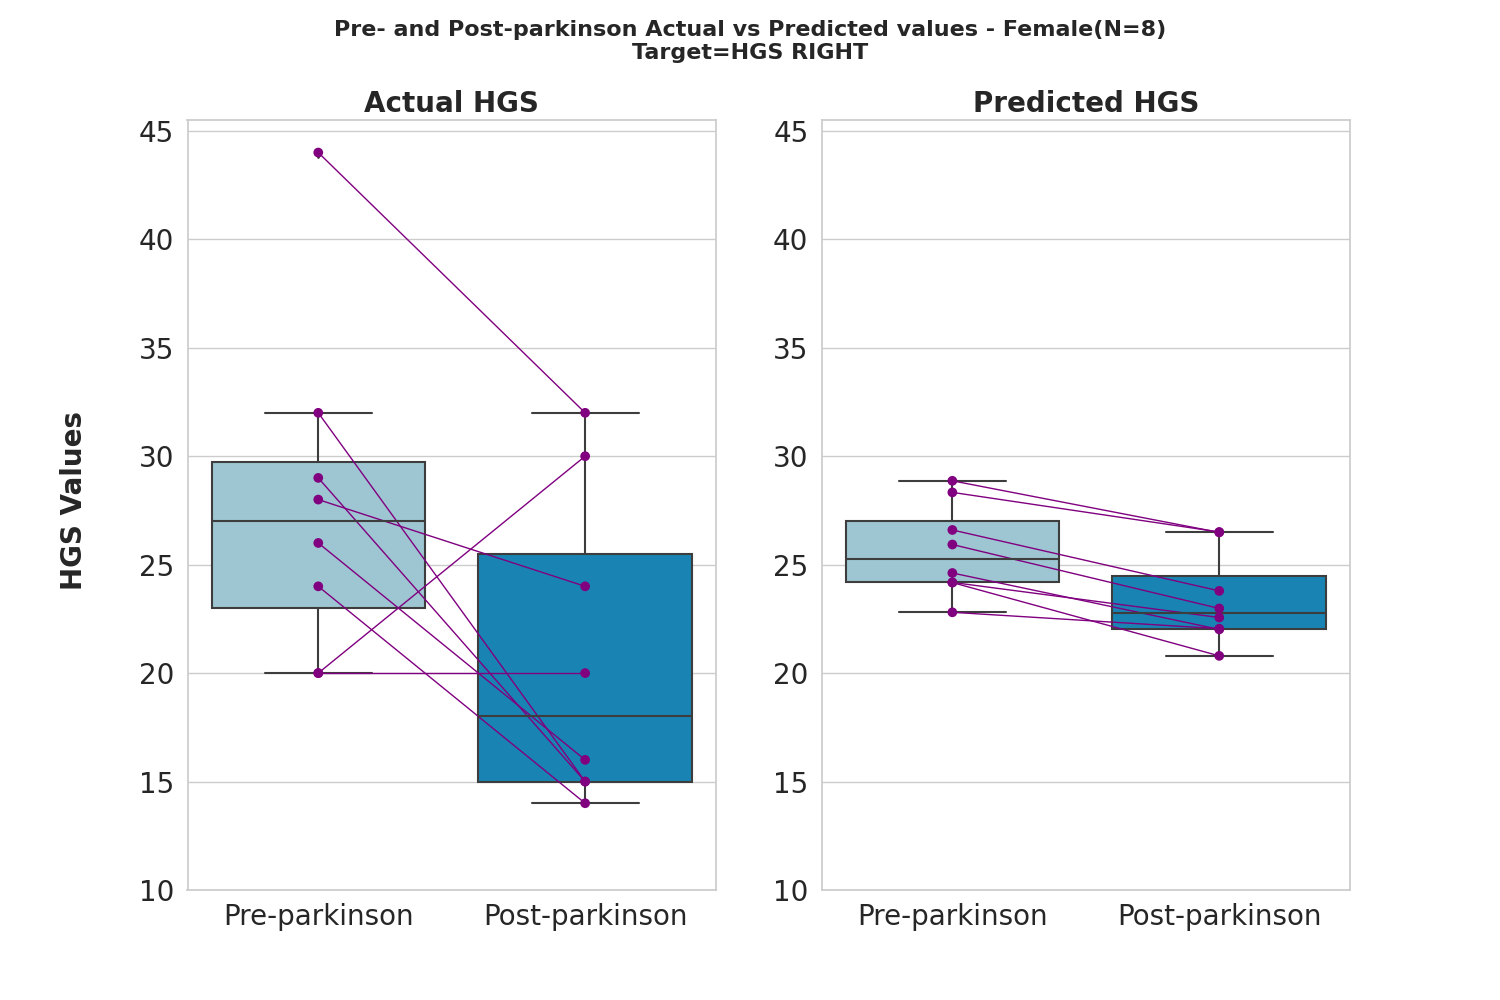 Pre- and Post-parkinson Actual vs Predicted values - Female(N=8)
Target=HGS RIGHT
Actual HGS
Predicted HGS
HGS Values
45
40
35
30
25
20
15
10
Pre-parkinson
Post-parkinson
45
40
35
30
25
20
15
10
Pre-parkinson
Post-parkinson